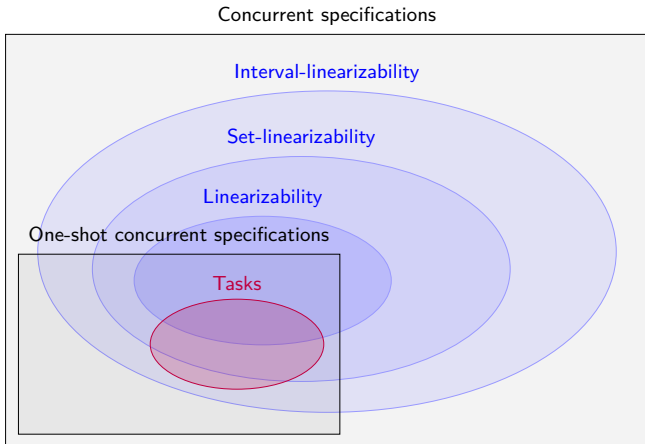 Concurrent specifications
Interval-linearizability
Set-linearizability
Linearizability
One-shot concurrent specifications
Tasks